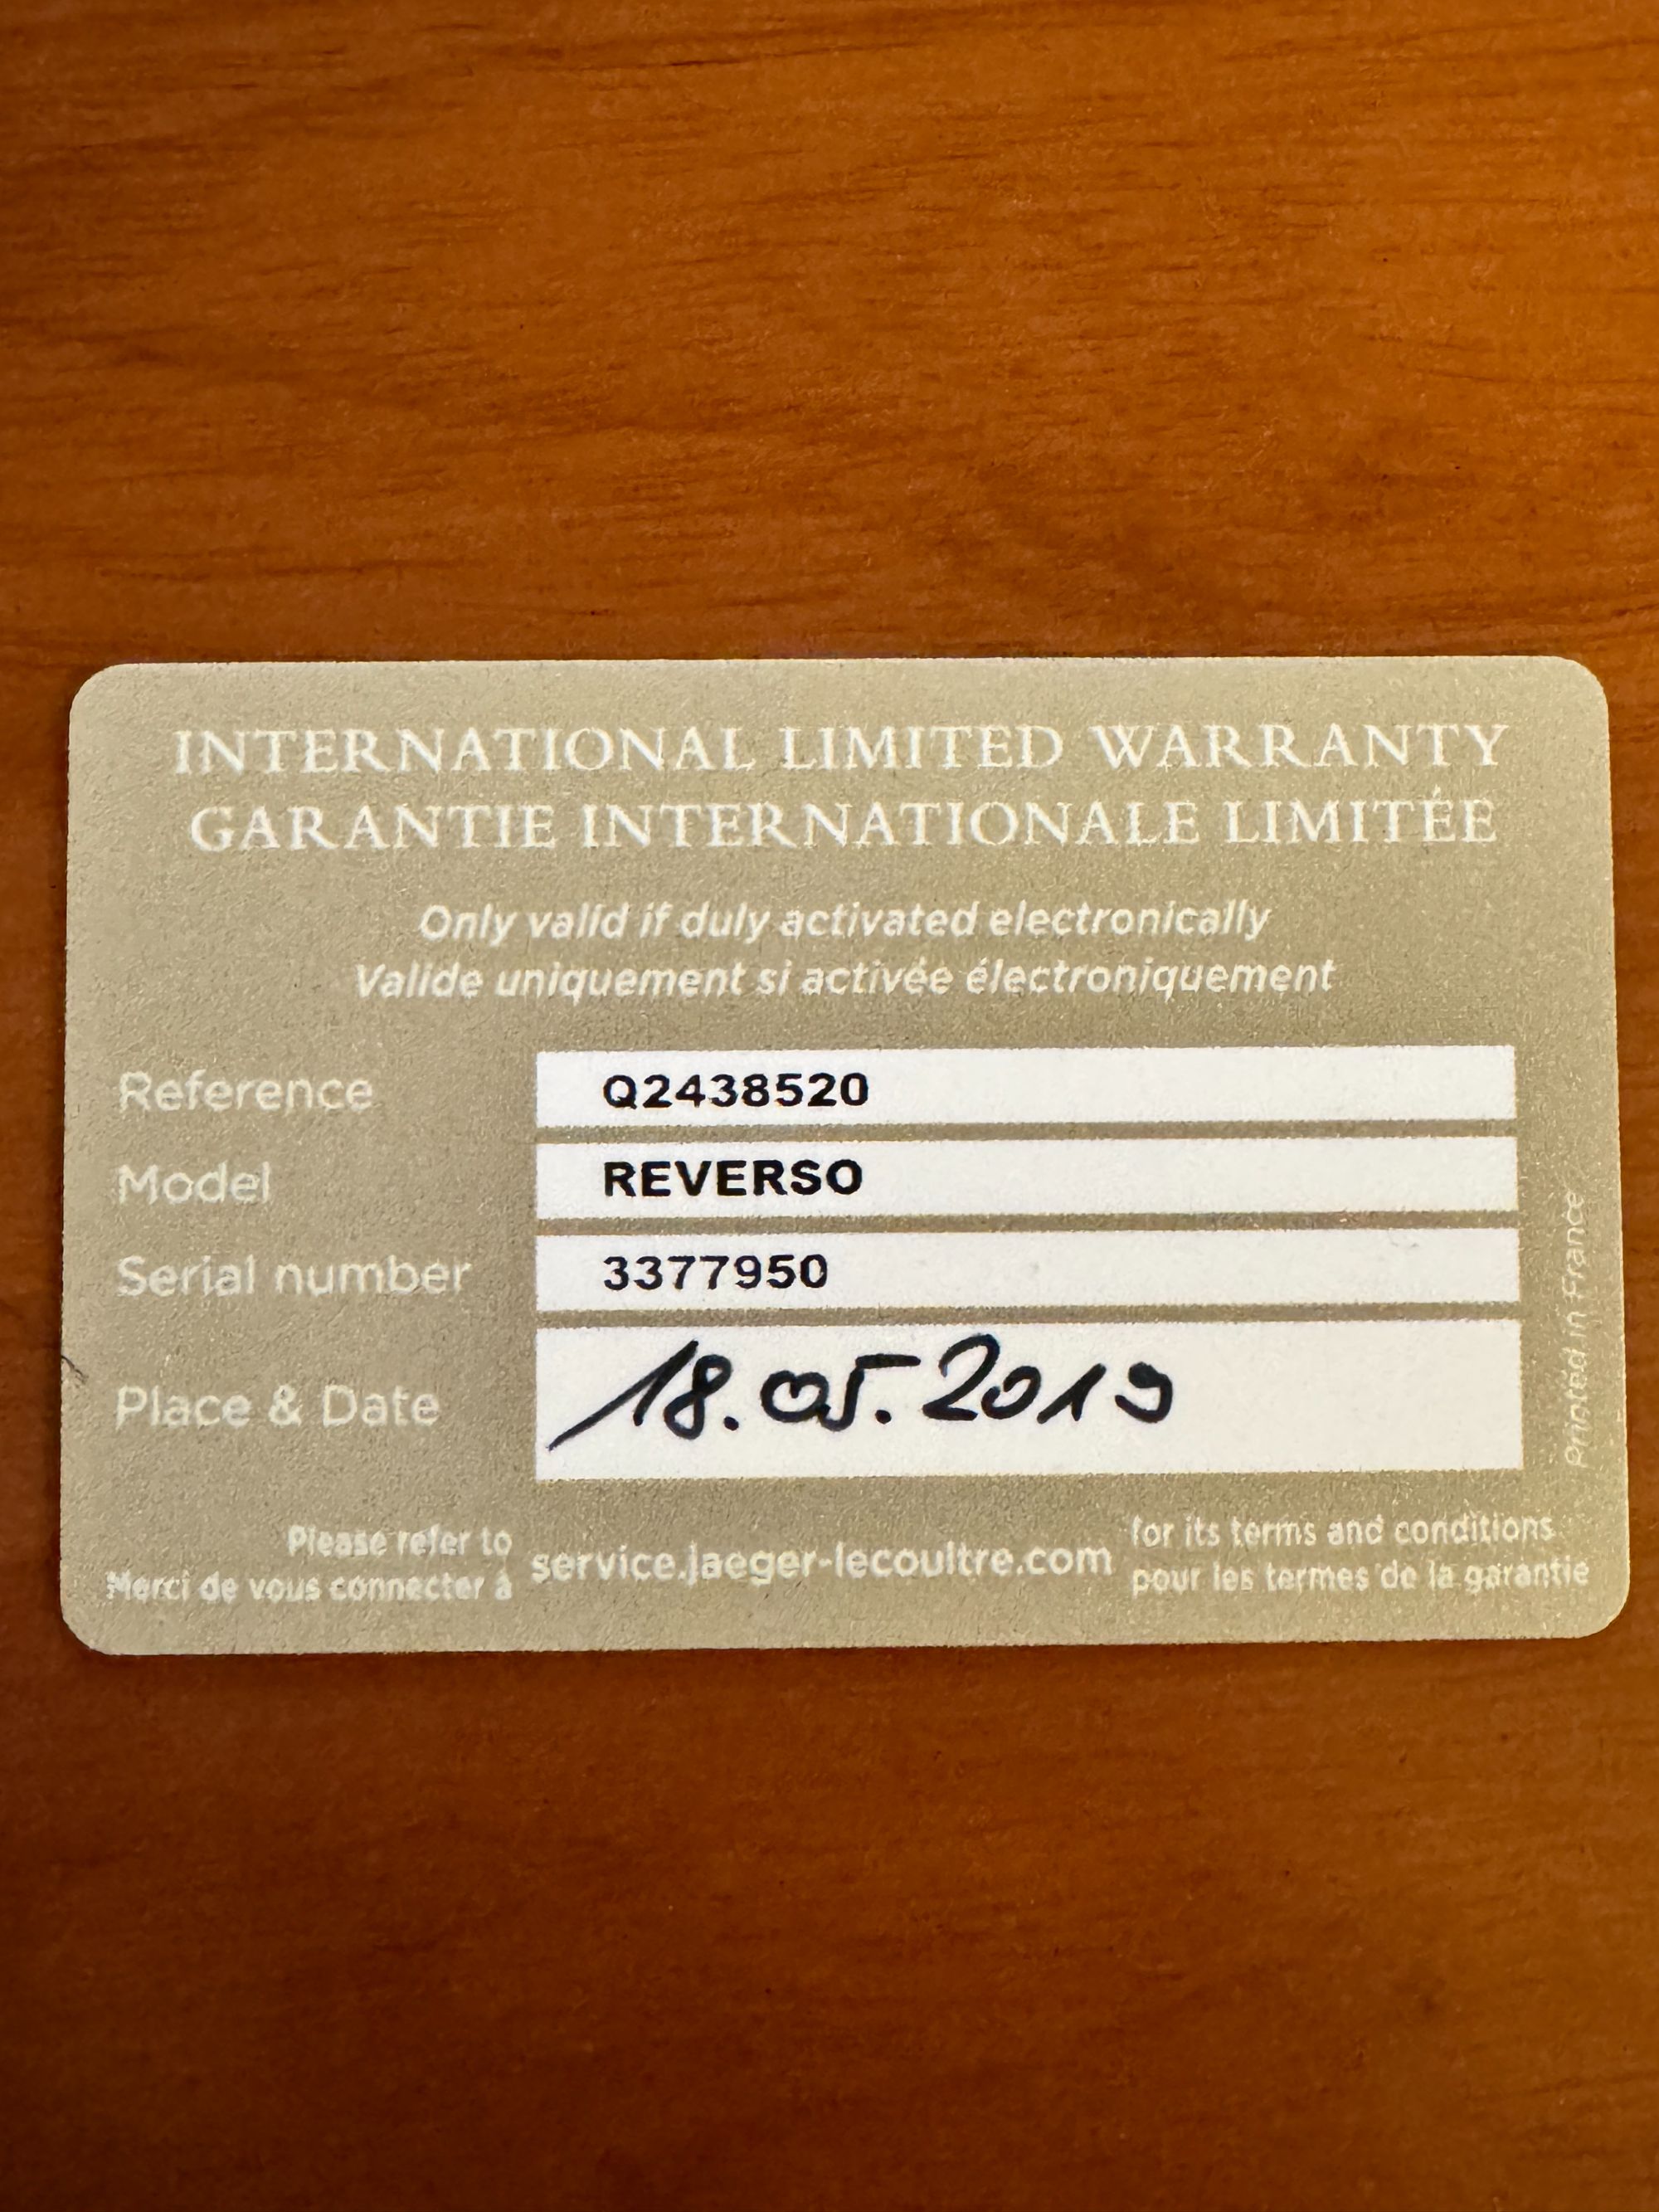 INTERNATIONAL LIMITED WARRANTY
GARANTIE INTERNATIONALE LIMITÉE
Only valid if duly activated electronically
Valide uniquement si activée électroniquement
Reference Q2438520
Model REVERSO
Serial number 3377950
Place & Date 18.05.2019
Please refer to
Merci de vous connecter à
service.jaeger-lecoultre.com
for its terms and conditions
pour les termes de la garantie
Printed in France